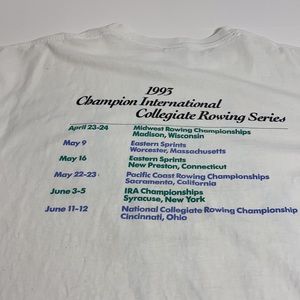 1993
Champion International
Collegiate Rowing Series
April 23-24 Midwest Rowing Championships
Madison, Wisconsin
May 9 Eastern Sprints
Worcester, Massachusetts
May 16 Eastern Sprints
New Preston, Connecticut
May 22-23 Pacific Coast Rowing Championships
Sacramento, California
June 3-5 IRA Championships
Syracuse, New York
June 11-12 National Collegiate Rowing Championship
Cincinnati, Ohio